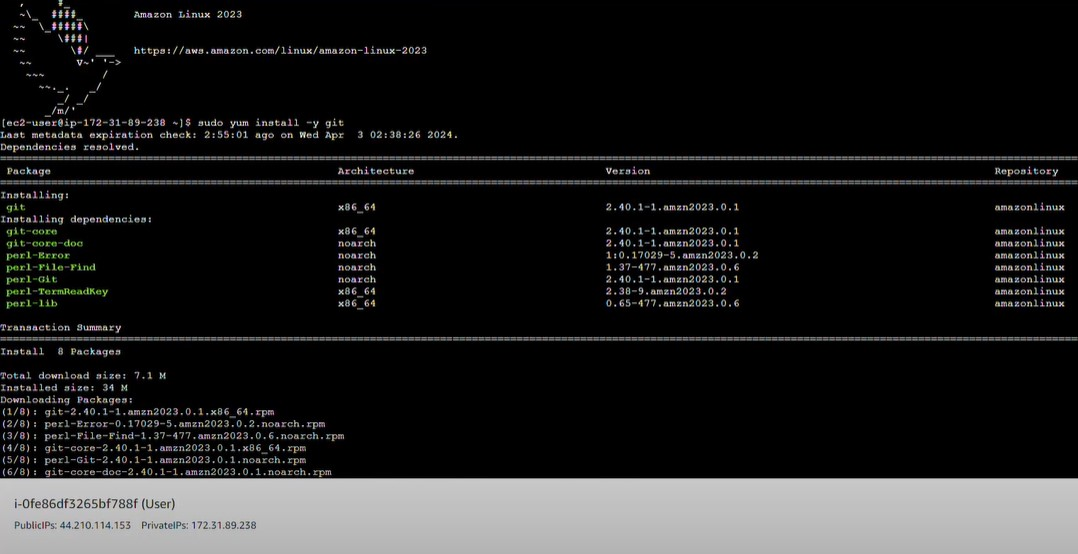 , #_
~\_ ####_ Amazon Linux 2023
~~ \_#####\
~~ \###|
~~ \#/ ___ https://aws.amazon.com/linux/amazon-linux-2023
~~ V~' '->
~~~ /
~~._. _/
_/ _/
_/m/'
[ec2-user@ip-172-31-89-238 ~]$ sudo yum install -y git
Last metadata expiration check: 2:55:01 ago on Wed Apr 3 02:38:26 2024.
Dependencies resolved.
Package Architecture Version Repository
Installing:
git x86_64 2.40.1-1.amzn2023.0.1 amazonlinux
Installing dependencies:
git-core x86_64 2.40.1-1.amzn2023.0.1 amazonlinux
git-core-doc noarch 2.40.1-1.amzn2023.0.1 amazonlinux
perl-Error noarch 1:0.17029-5.amzn2023.0.2 amazonlinux
perl-File-Find noarch 1.37-477.amzn2023.0.6 amazonlinux
perl-Git noarch 2.40.1-1.amzn2023.0.1 amazonlinux
perl-TermReadKey x86_64 2.38-9.amzn2023.0.2 amazonlinux
perl-lib x86_64 0.65-477.amzn2023.0.6 amazonlinux
Transaction Summary
Install 8 Packages
Total download size: 7.1 M
Installed size: 34 M
Downloading Packages:
(1/8): git-2.40.1-1.amzn2023.0.1.x86_64.rpm
(2/8): perl-Error-0.17029-5.amzn2023.0.2.noarch.rpm
(3/8): perl-File-Find-1.37-477.amzn2023.0.6.noarch.rpm
(4/8): git-core-2.40.1-1.amzn2023.0.1.x86_64.rpm
(5/8): perl-Git-2.40.1-1.amzn2023.0.1.noarch.rpm
(6/8): git-core-doc-2.40.1-1.amzn2023.0.1.noarch.rpm
i-0fe86df3265bf788f (User)
PublicIPs: 44.210.114.153 PrivateIPs: 172.31.89.238